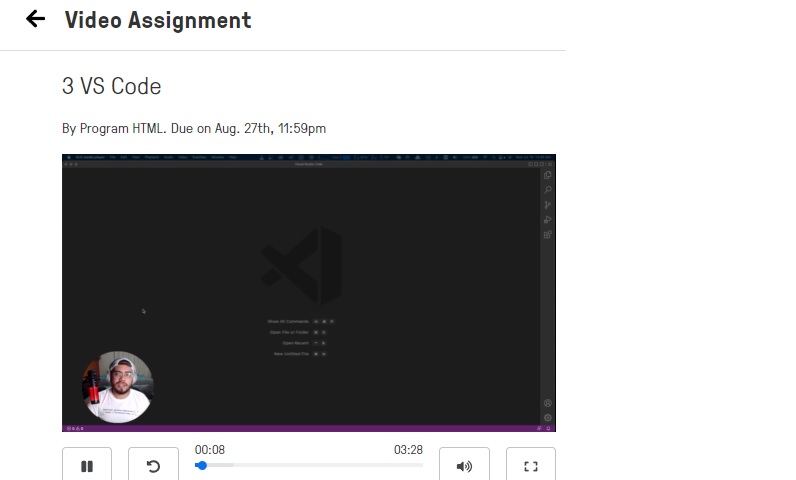 Video Assignment
3 VS Code
By Program HTML. Due on Aug. 27th, 11:59pm
Show All Commands
Open File or Folder
Open Recent
New Untitled File
00:08
03:28